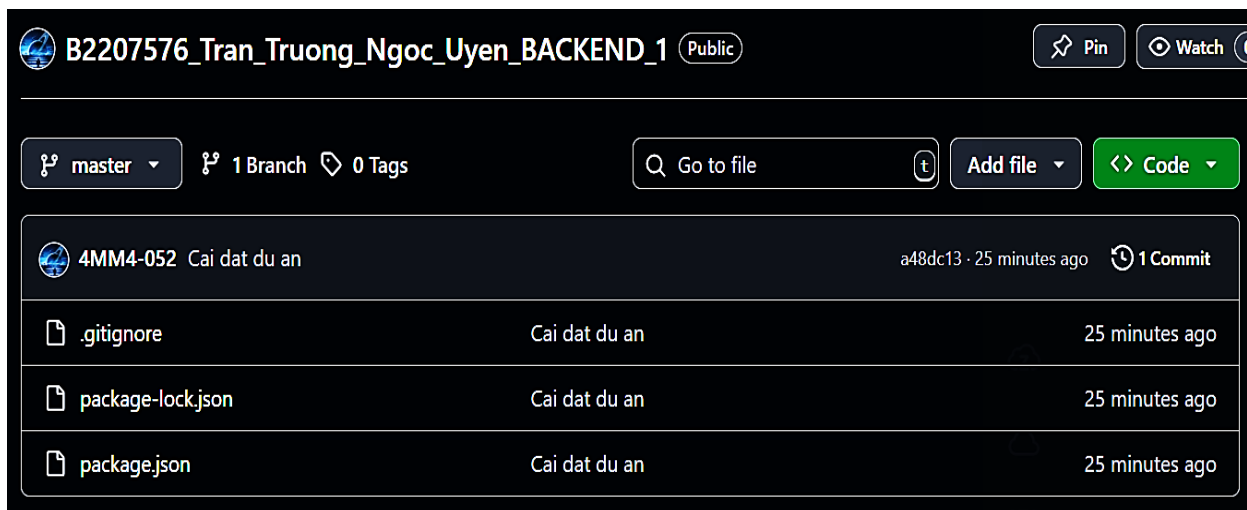 B2207576_Tran_Truong_Ngoc_Uyen_BACKEND_1 Public Pin Watch
master 1 Branch 0 Tags Go to file t Add file Code
4MM4-052 Cai dat du an a48dc13 · 25 minutes ago 1 Commit
.gitignore Cai dat du an 25 minutes ago
package-lock.json Cai dat du an 25 minutes ago
package.json Cai dat du an 25 minutes ago